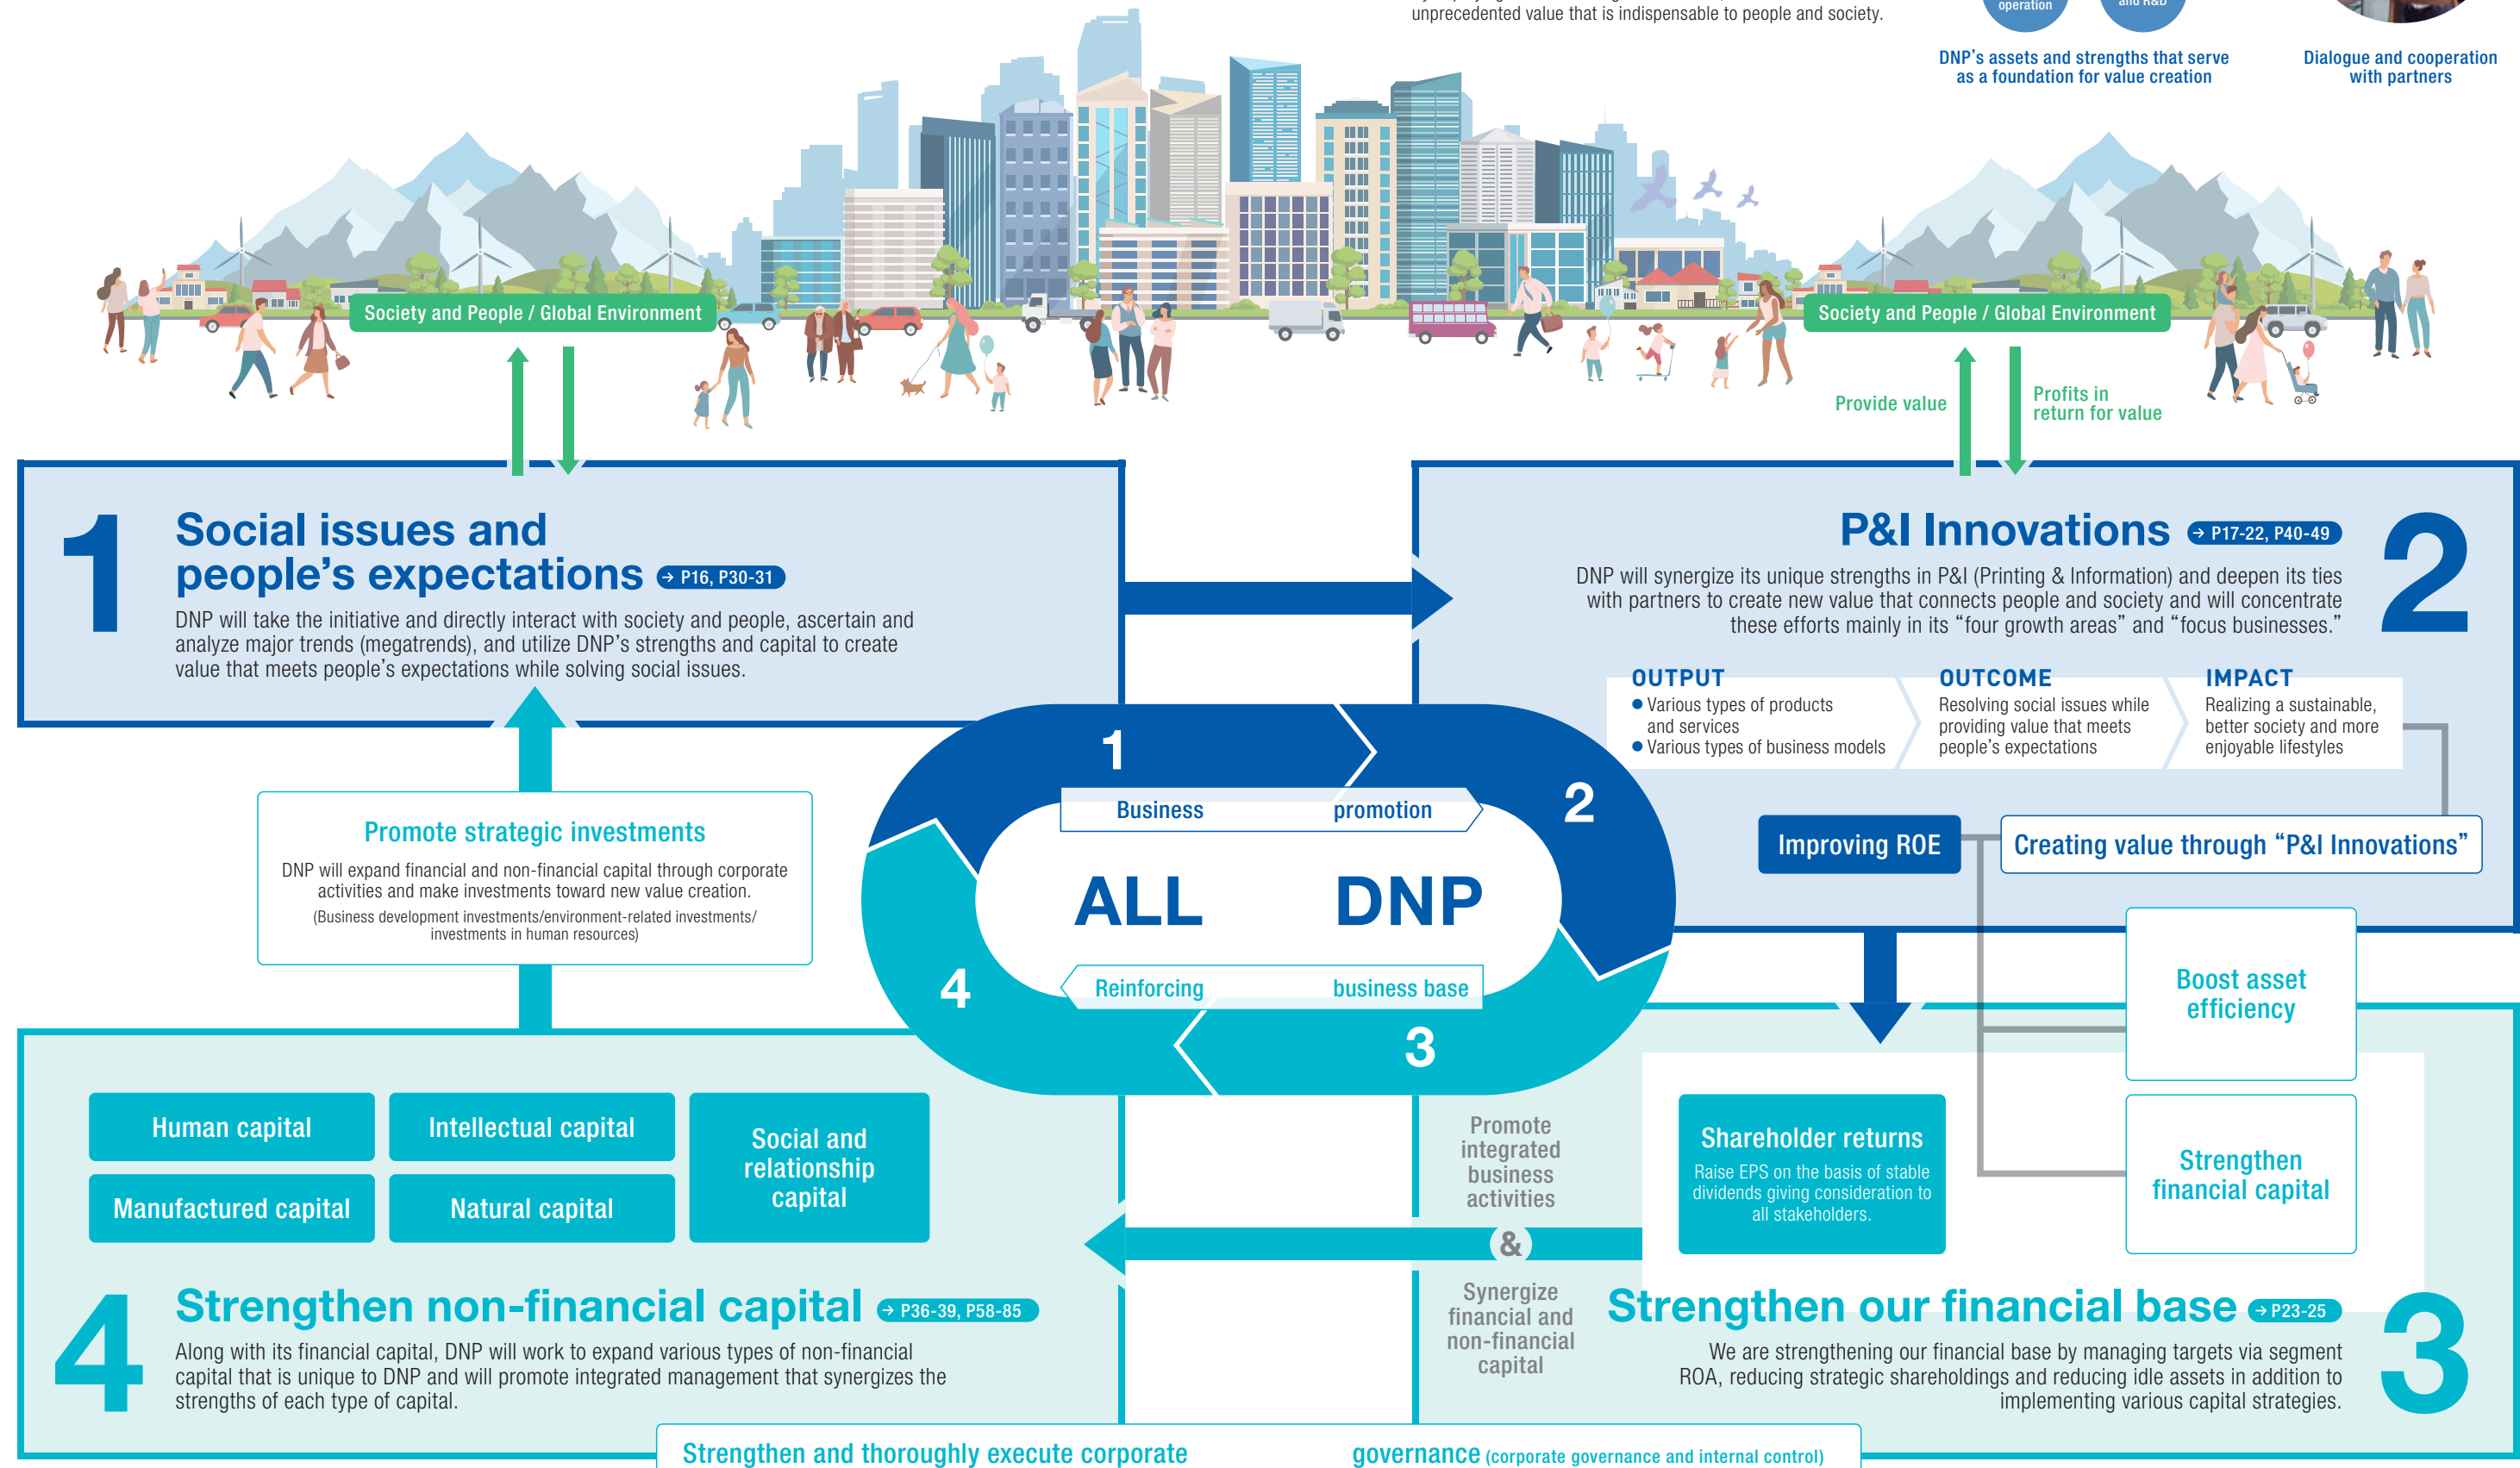 unprecedented value that is indispensable to people and society.
operation
and R&D
DNP's assets and strengths that serve
as a foundation for value creation
Dialogue and cooperation
with partners
Society and People / Global Environment
Society and People / Global Environment
Provide value
Profits in
return for value
1
Social issues and
people's expectations → P16, P30-31
DNP will take the initiative and directly interact with society and people, ascertain and
analyze major trends (megatrends), and utilize DNP's strengths and capital to create
value that meets people's expectations while solving social issues.
P&I Innovations → P17-22, P40-49
2
DNP will synergize its unique strengths in P&I (Printing & Information) and deepen its ties
with partners to create new value that connects people and society and will concentrate
these efforts mainly in its “four growth areas” and “focus businesses.”
OUTPUT
● Various types of products
and services
● Various types of business models
OUTCOME
Resolving social issues while
providing value that meets
people's expectations
IMPACT
Realizing a sustainable,
better society and more
enjoyable lifestyles
Improving ROE
Creating value through “P&I Innovations”
Promote strategic investments
DNP will expand financial and non-financial capital through corporate
activities and make investments toward new value creation.
(Business development investments/environment-related investments/
investments in human resources)
1
2
Business promotion
ALL DNP
Reinforcing business base
4
3
Boost asset
efficiency
Strengthen
financial capital
Shareholder returns
Raise EPS on the basis of stable
dividends giving consideration to
all stakeholders.
Promote
integrated
business
activities
&
Synergize
financial and
non-financial
capital
Human capital
Intellectual capital
Social and
relationship
capital
Manufactured capital
Natural capital
4
Strengthen non-financial capital → P36-39, P58-85
Along with its financial capital, DNP will work to expand various types of non-financial
capital that is unique to DNP and will promote integrated management that synergizes the
strengths of each type of capital.
Strengthen our financial base → P23-25
3
We are strengthening our financial base by managing targets via segment
ROA, reducing strategic shareholdings and reducing idle assets in addition to
implementing various capital strategies.
Strengthen and thoroughly execute corporate governance (corporate governance and internal control)